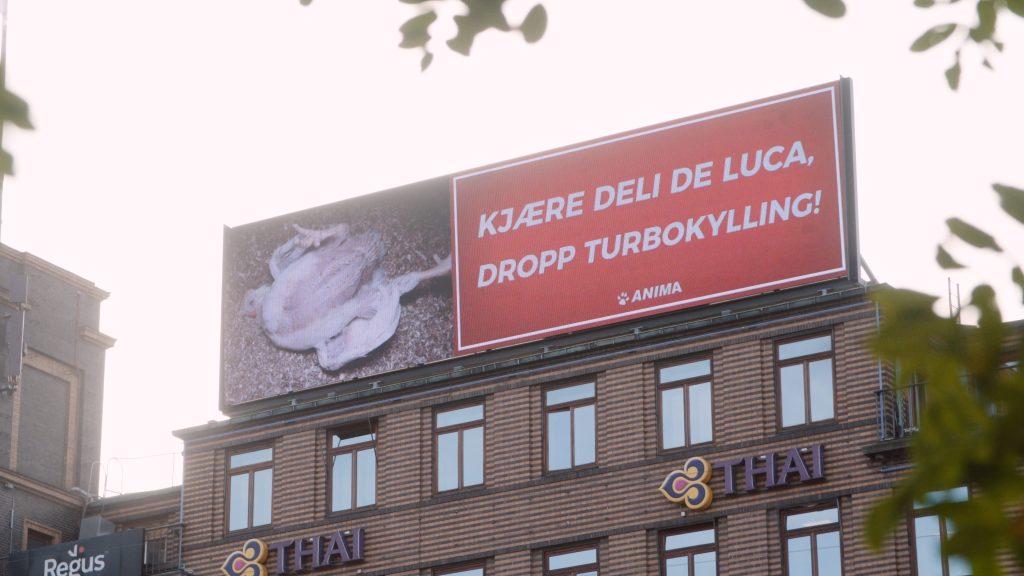 KJÆRE DELI DE LUCA,
DROPP TURBOKYLLING!
ANIMA
THAI
THAI
Regus